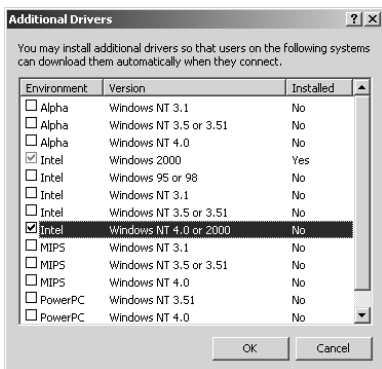 Additional Drivers
You may install additional drivers so that users on the following systems
can download them automatically when they connect.
Environment Version Installed
Alpha Windows NT 3.1 No
Alpha Windows NT 3.5 or 3.51 No
Alpha Windows NT 4.0 No
Intel Windows 2000 Yes
Intel Windows 95 or 98 No
Intel Windows NT 3.1 No
Intel Windows NT 3.5 or 3.51 No
Intel Windows NT 4.0 or 2000 No
MIPS Windows NT 3.1 No
MIPS Windows NT 3.5 or 3.51 No
MIPS Windows NT 4.0 No
PowerPC Windows NT 3.51 No
PowerPC Windows NT 4.0 No
OK Cancel